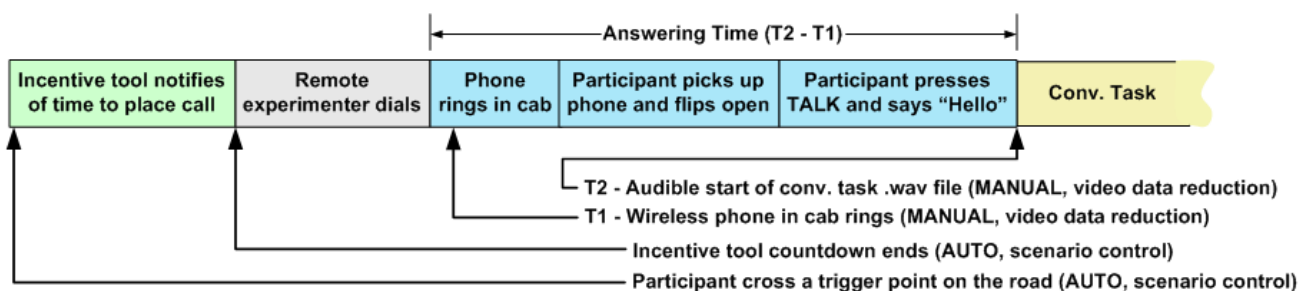 Answering Time (T2 - T1)
Incentive tool notifies
of time to place call
Remote
experimenter dials
Phone
rings in cab
Participant picks up
phone and flips open
Participant presses
TALK and says “Hello”
Conv. Task
T2 - Audible start of conv. task .wav file (MANUAL, video data reduction)
T1 - Wireless phone in cab rings (MANUAL, video data reduction)
Incentive tool countdown ends (AUTO, scenario control)
Participant cross a trigger point on the road (AUTO, scenario control)